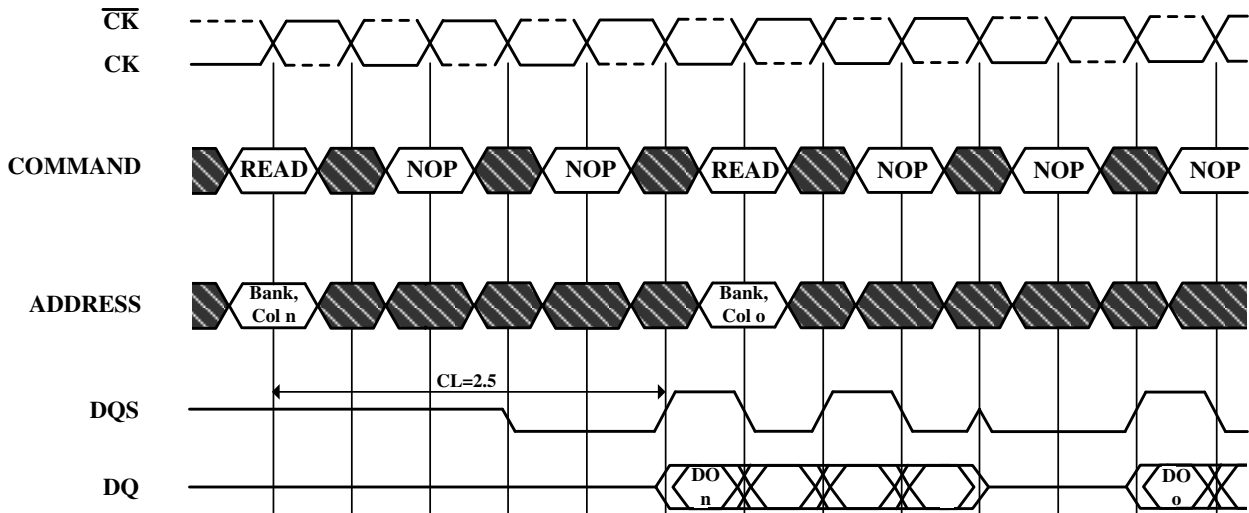 CK
CK
COMMAND
READ NOP NOP READ NOP NOP NOP
ADDRESS
Bank,
Col n
Bank,
Col o
CL=2.5
DQS
DQ
DO
n
DO
o